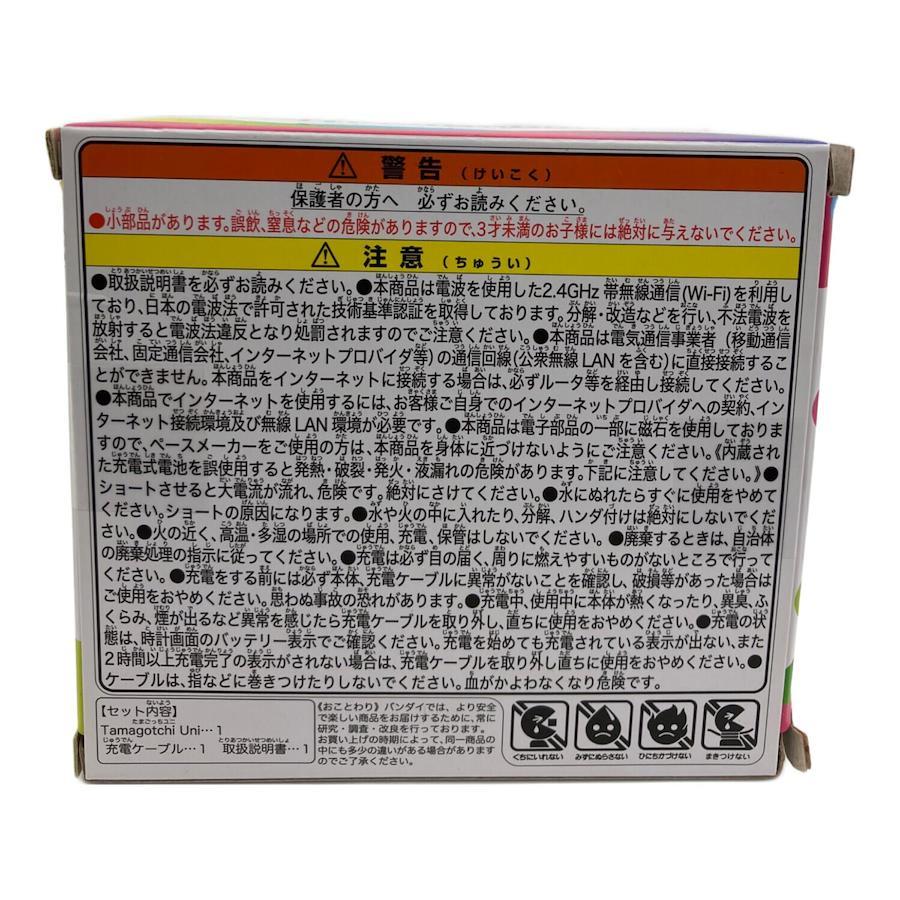 ⚠ 警告 (けいこく)
保護者の方へ 必ずお読みください。
●小部品があります。誤飲、窒息などの危険がありますので、3才未満のお子様には絶対に与えないでください。
⚠ 注意 (ちゅうい)
●取扱説明書を必ずお読みください。●本商品は電波を使用した2.4GHz 帯無線通信(Wi-Fi)を利用し
ており、日本の電波法で許可された技術基準認証を取得しております。分解・改造などを行い、不法電波を
放射すると電波法違反となり処罰されますのでご注意ください。●本商品は電気通信事業者(移動通信
会社、固定通信会社、インターネットプロバイダ等)の通信回線(公衆無線 LANを含む)に直接接続するこ
とができません。本商品をインターネットに接続する場合は、必ずルータ等を経由し接続してください。
●本商品でインターネットを使用するには、お客様ご自身でのインターネットプロバイダへの契約、インタ
ーネット接続環境及び無線 LAN 環境が必要です。●本商品は電子部品の一部に磁石を使用しておりま
すので、ペースメーカーをご使用の方は、本商品を身体に近づけないようにご注意ください。《内蔵され
た充電式電池を誤使用すると発熱・破裂・発火・液漏れの危険があります。下記に注意してください。》●
ショートさせると大電流が流れ、危険です。絶対にさけてください。●水にぬれたらすぐに使用をやめて
ください。ショートの原因になります。●水や火の中に入れたり、分解、ハンダ付けは絶対にしないでくだ
さい。●火の近く、高温・多湿の場所での使用、充電、保管はしないでください。●廃棄するときは、自治体
の廃棄処理の指示に従ってください。●充電は必ず目の届く、周りに燃えやすいものがないところで行っ
てください。●充電をする前には必ず本体、充電ケーブルに異常がないことを確認し、破損等があった場合は
ご使用をおやめください。思わぬ事故の恐れがあります。●充電中、使用中に本体が熱くなったり、異臭、ふ
くらみ、煙が出るなど異常を感じたら充電ケーブルを取り外し、直ちに使用をおやめください。●充電の状
態は、時計画面のバッテリー表示でご確認ください。充電を始めても充電されている表示が出ない、また
2時間以上充電完了の表示がされない場合は、充電ケーブルを取り外し直ちに使用をおやめください。●
ケーブルは、指などに巻きつけたりしないでください。血がかよわなくなり危険です。
【セット内容】
Tamagotchi Uni…1
充電ケーブル…1 取扱説明書…1
《おことわり》バンダイでは、より安全
で楽しい商品をお届けするために、常に
研究・調査・改良を行っております。
お買い上げの時期によって、同一商品の
中にも多少の違いがある場合があります
のでご了承ください。
くちにいれない みずにぬらさない ひにちかづけない まきつけない